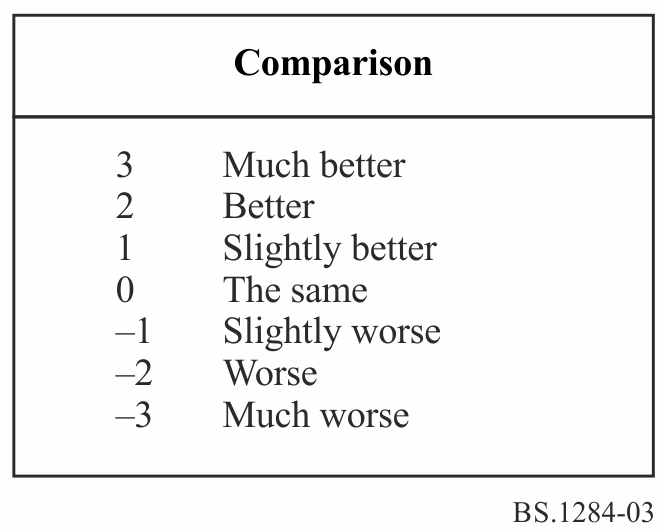 Comparison
3 Much better
2 Better
1 Slightly better
0 The same
–1 Slightly worse
–2 Worse
–3 Much worse
BS.1284-03